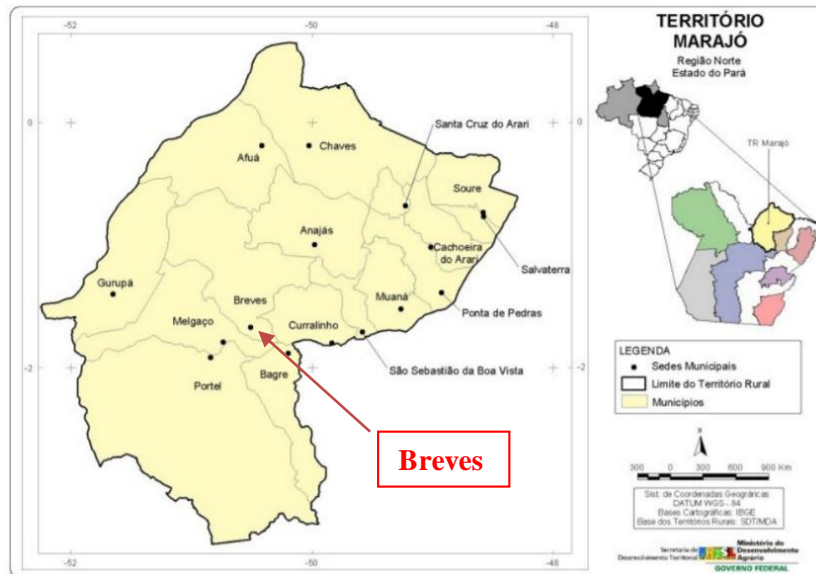 -52
-50
-48
0
-2
-0
-2
-52
-50
-48
Santa Cruz do Arari
Chaves
Afuá
Soure
Anajás
Cachoeira
do Arari
Salvaterra
Gurupá
Breves
Muaná
Ponta de Pedras
Melgaço
Curralinho
São Sebastião da Boa Vista
Portel
Bagre
Breves
TERRITÓRIO
MARAJÓ
Região Norte
Estado do Pará
TR Marajó
LEGENDA
Sedes Municipais
Limite do Território Rural
Municípios
N
300 0 300 600 900 Km
Sist. de Coordenadas Geográficas
DATUM WGS - 84
Bases Cartográficas: IBGE
Base dos Territórios Rurais: SDT/MDA
Secretaria de
Desenvolvimento Territorial
Ministério do
Desenvolvimento
Agrário
GOVERNO FEDERAL